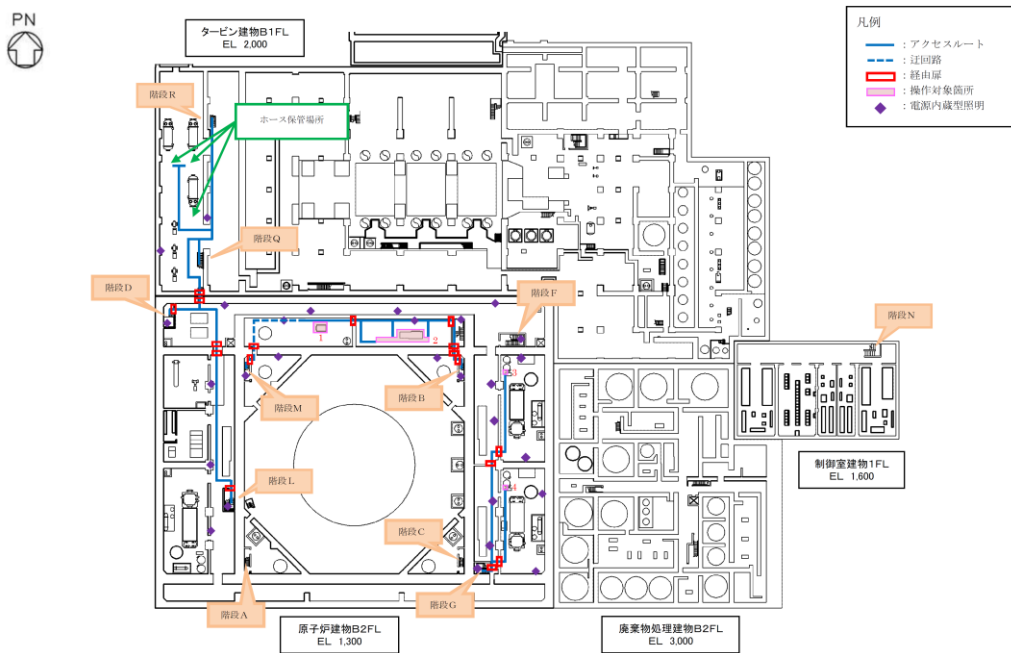 PN
タービン建物B1FL
EL 2,000
凡例
：アクセスルート
：迂回路
：経由扉
：操作対象箇所
：電源内蔵型照明
階段R
ホース保管場所
階段Q
階段D
階段F
階段N
1
2
3
階段M
階段B
制御室建物1FL
EL 1,600
階段L
4
階段C
階段A
階段G
原子炉建物B2FL
EL 1,300
廃棄物処理建物B2FL
EL 3,000